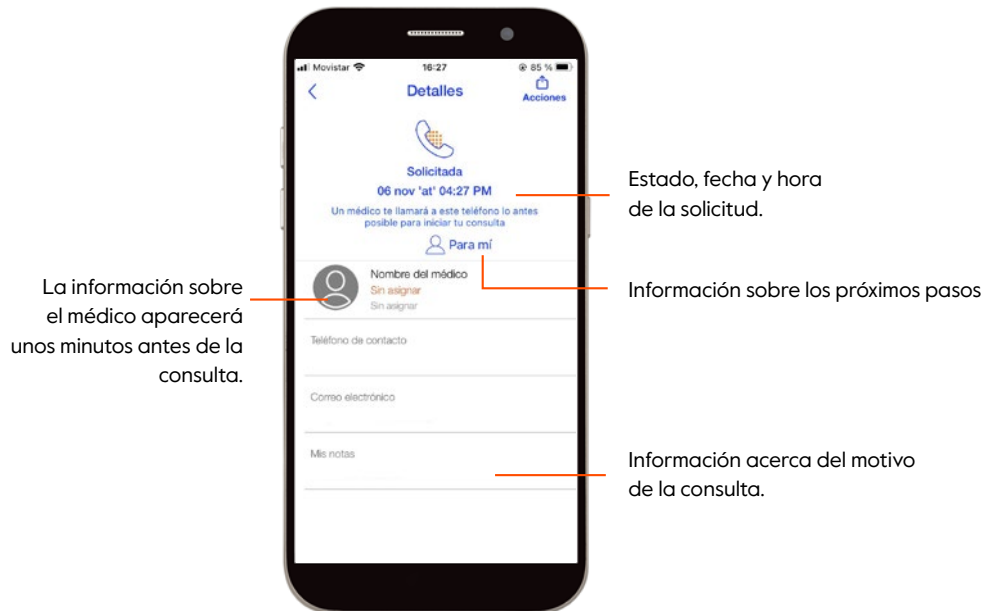 Movistar 16:27 85 %
Detalles
Acciones
Solicitada
06 nov 'at' 04:27 PM
Un médico te llamará a este teléfono lo antes
posible para iniciar tu consulta
Para mí
Nombre del médico
Sin asignar
Sin asignar
Teléfono de contacto
Correo electrónico
Mis notas
La información sobre
el médico aparecerá
unos minutos antes de la
consulta.
Estado, fecha y hora
de la solicitud.
Información sobre los próximos pasos
Información acerca del motivo
de la consulta.